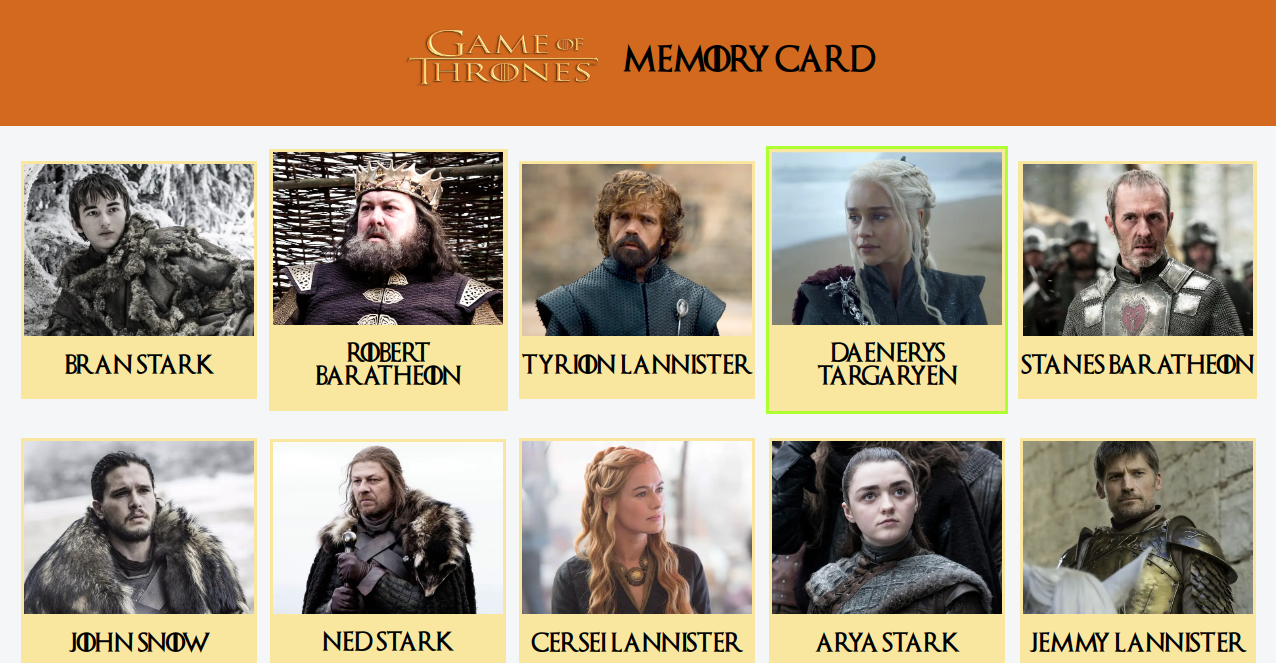 GAME OF
THRONES
MEMORY CARD
BRAN STARK
ROBERT
BARATHEON
TYRION LANNISTER
DAENERYS
TARGARYEN
STANES BARATHEON
JOHN SNOW
NED STARK
CERSEI LANNISTER
ARYA STARK
JEMMY LANNISTER